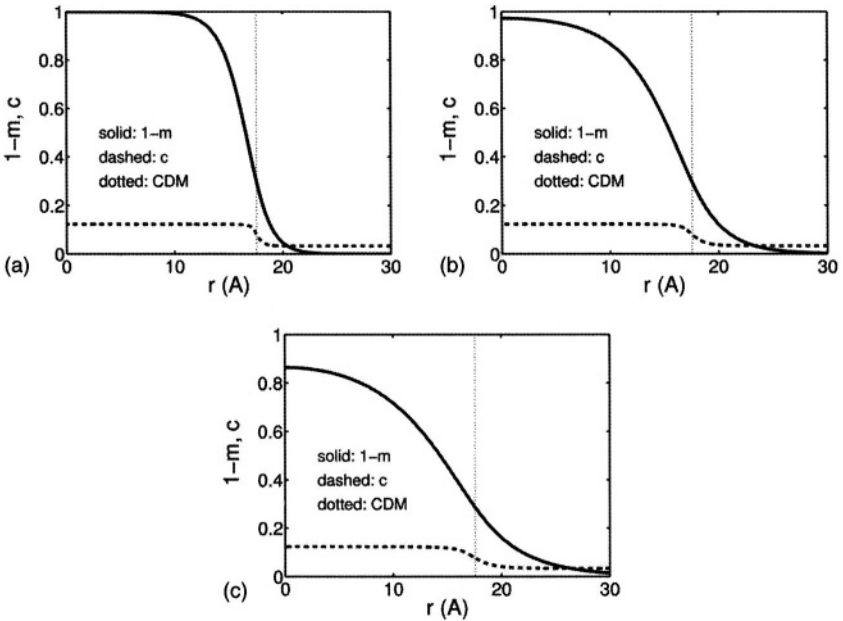 1
0.8
0.6
0.4
0.2
0
1-m, c
solid: 1-m
dashed: c
dotted: CDM
0 10 20 30
r (A)
(a)
1
0.8
0.6
0.4
0.2
0
1-m, c
solid: 1-m
dashed: c
dotted: CDM
0 10 20 30
r (A)
(b)
1
0.8
0.6
0.4
0.2
0
1-m, c
solid: 1-m
dashed: c
dotted: CDM
0 10 20 30
r (A)
(c)